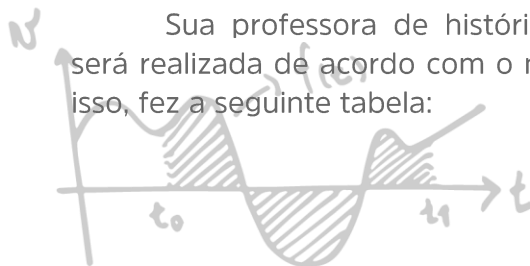 Sua professora de históri
será realizada de acordo com o
isso, fez a seguinte tabela:
v
f(t)
t₀
t₁
t